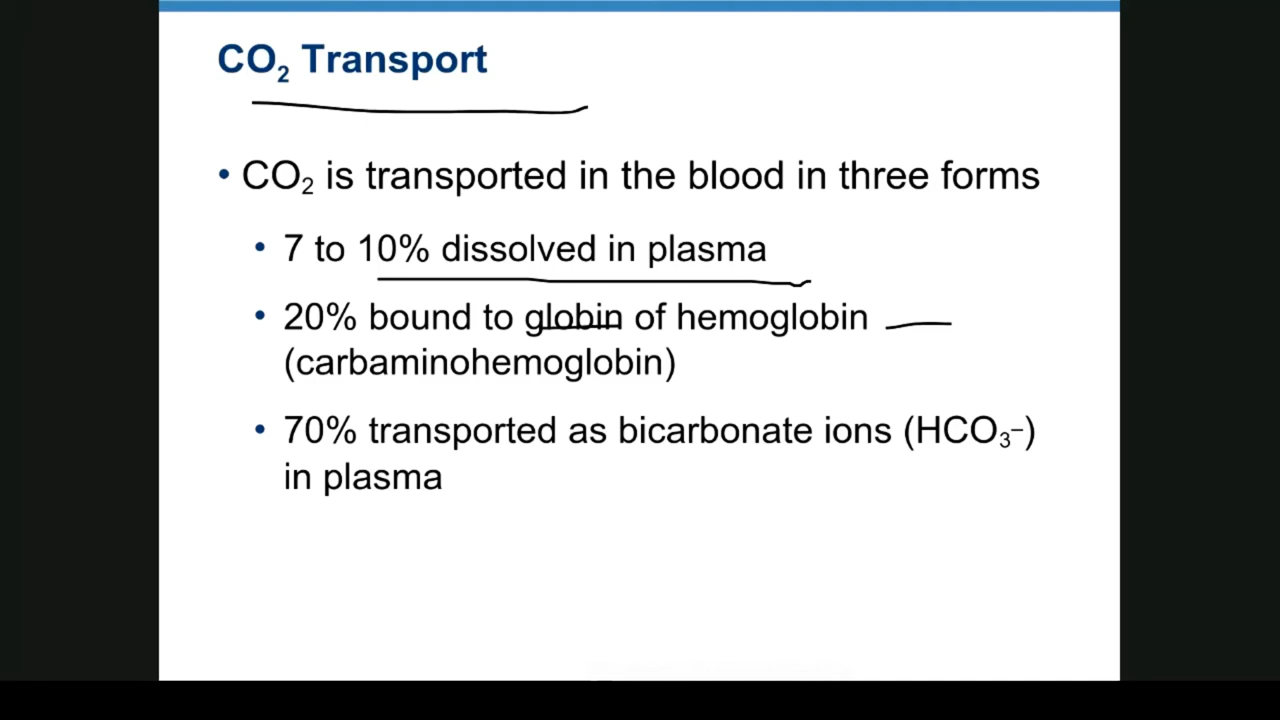 CO₂ Transport
• CO₂ is transported in the blood in three forms
• 7 to 10% dissolved in plasma
• 20% bound to globin of hemoglobin
(carbaminohemoglobin)
• 70% transported as bicarbonate ions (HCO₃⁻)
in plasma